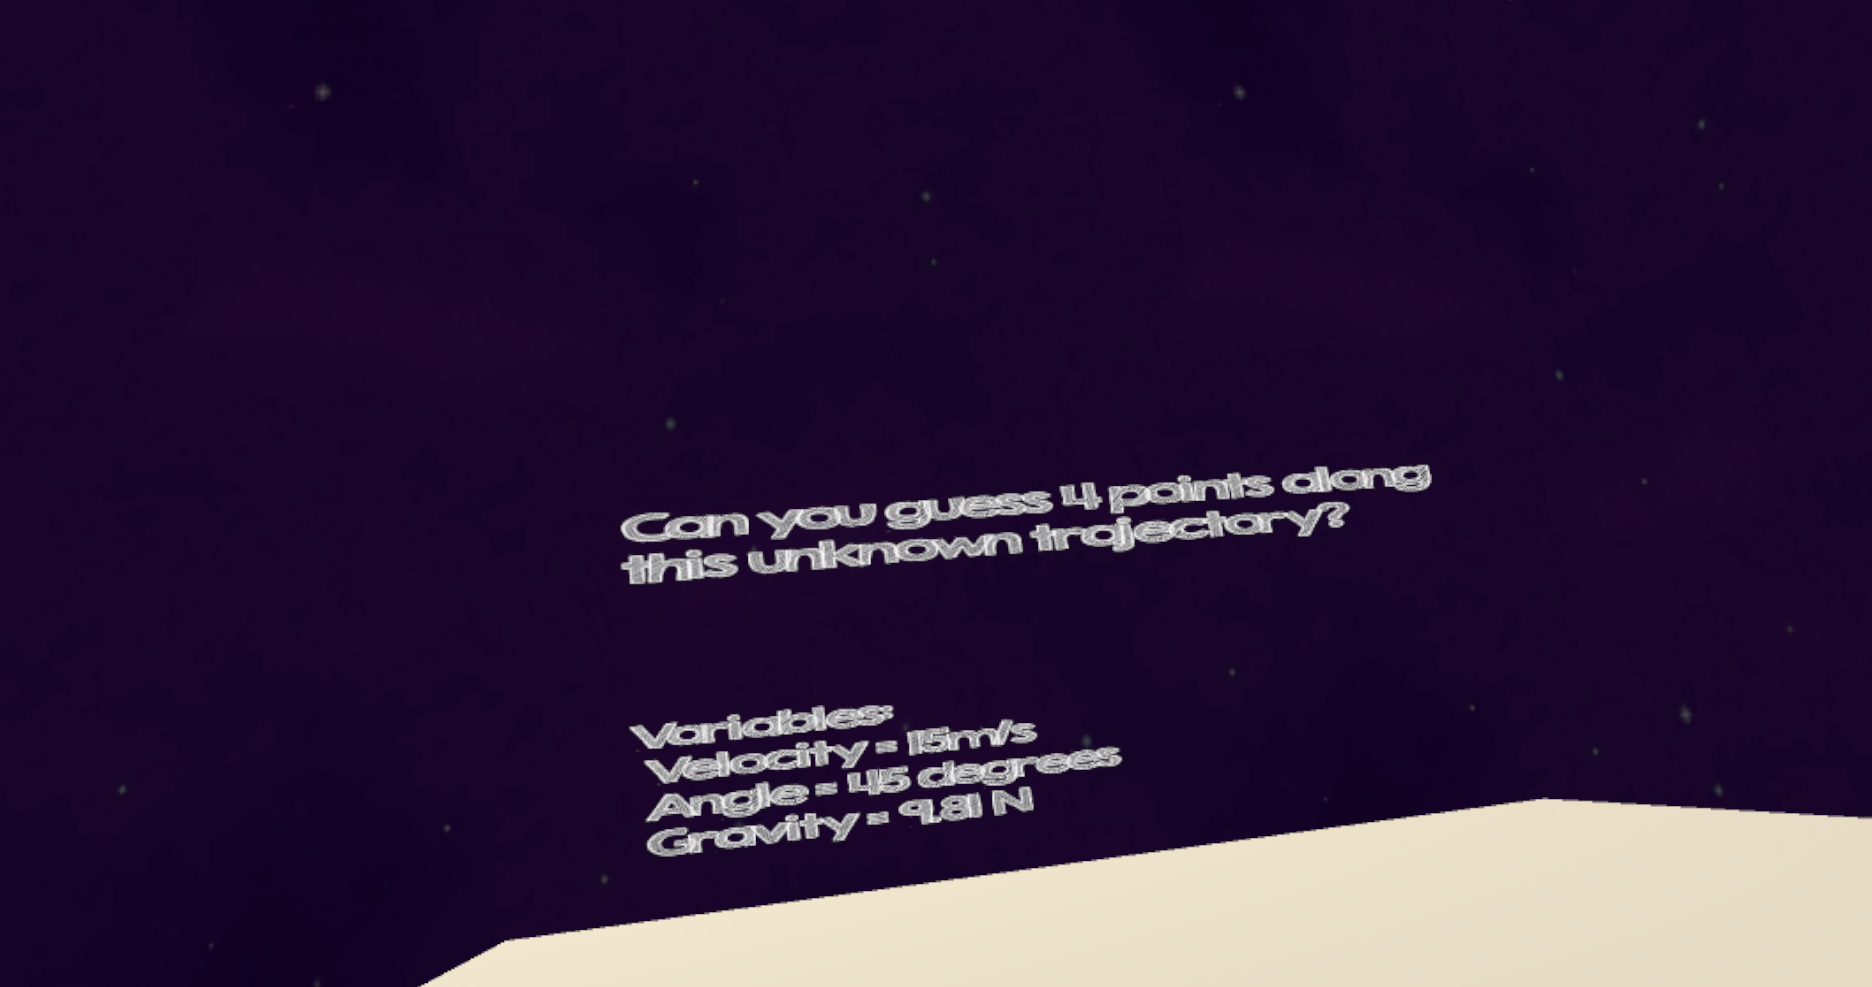 Can you guess 4 points along
this unknown trajectory?
Variables:
Velocity = 15m/s
Angle = 45 degrees
Gravity = 9.81 N